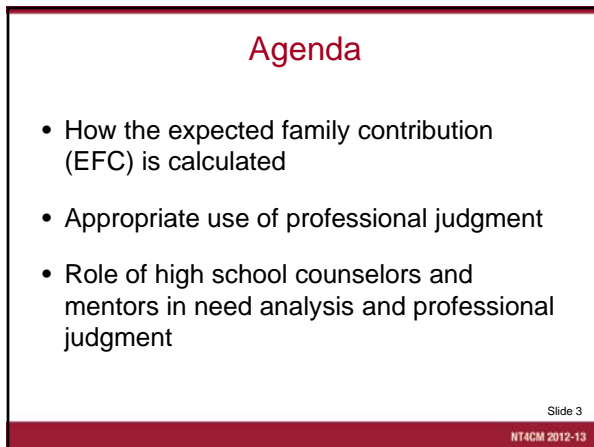 Agenda
• How the expected family contribution
(EFC) is calculated
• Appropriate use of professional judgment
• Role of high school counselors and
mentors in need analysis and professional
judgment
Slide 3
NT4CM 2012-13